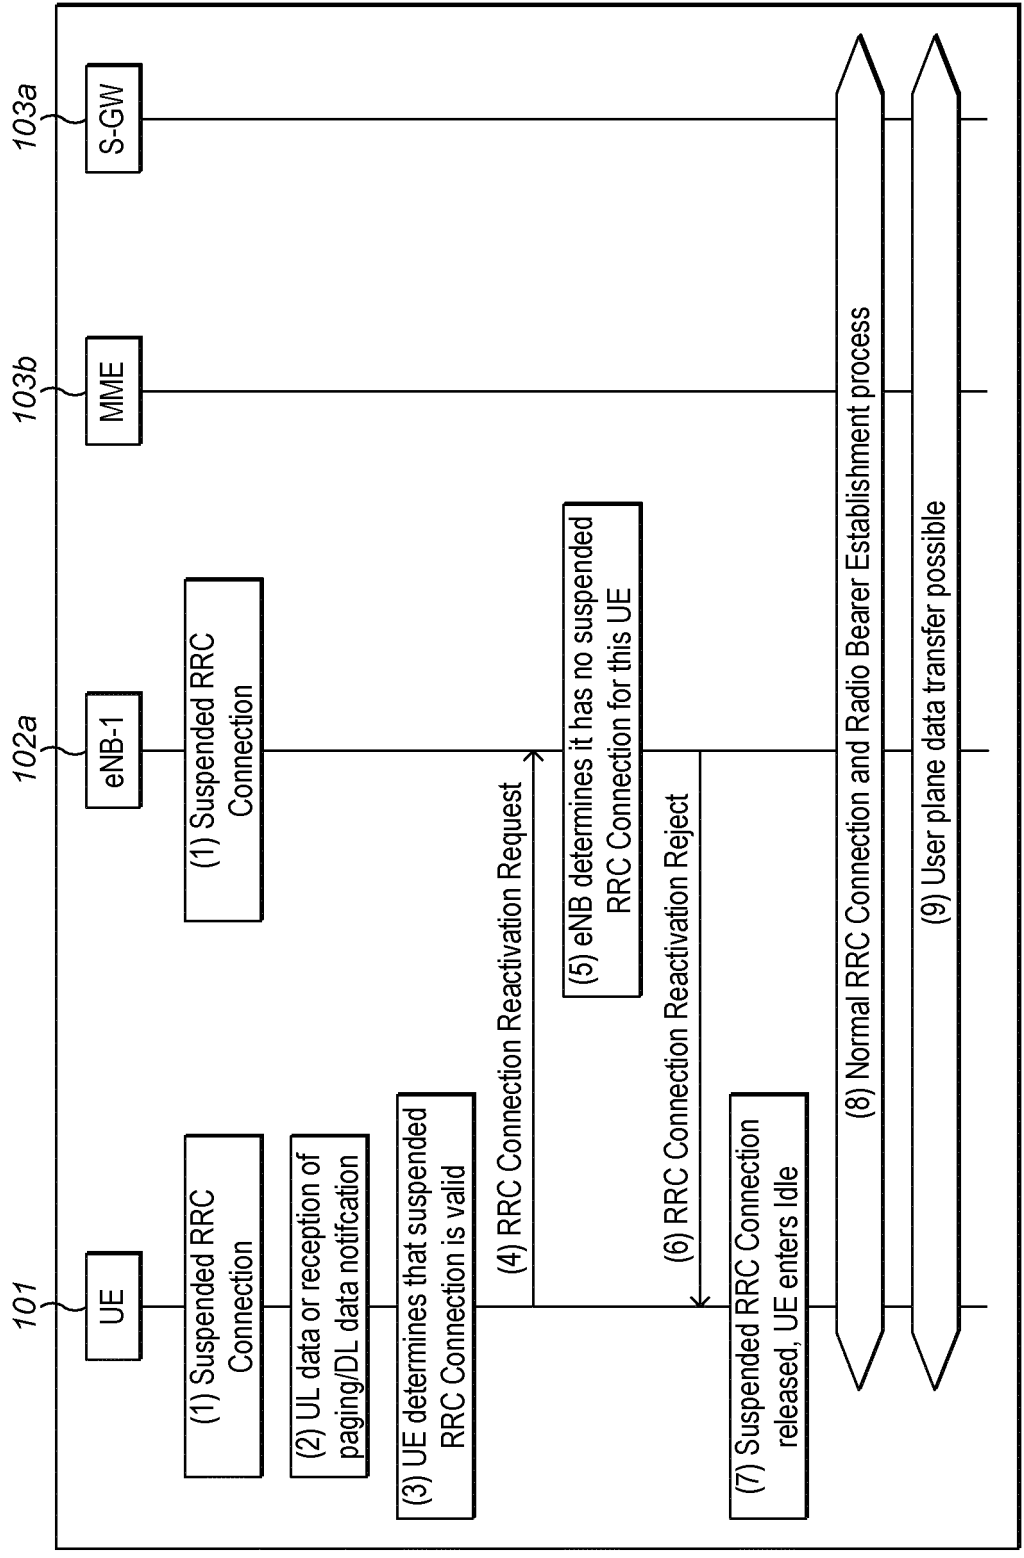 101
102a
103b
103a
UE
eNB-1
MME
S-GW
(1) Suspended RRC
Connection
(1) Suspended RRC
Connection
(2) UL data or reception of
paging/DL data notifcation
(3) UE determines that suspended
RRC Connection is valid
(4) RRC Connection Reactivation Request
(5) eNB determines it has no suspended
RRC Connection for this UE
(6) RRC Connection Reactivation Reject
(7) Suspended RRC Connection
released, UE enters Idle
(8) Normal RRC Connection and Radio Bearer Establishment process
(9) User plane data transfer possible